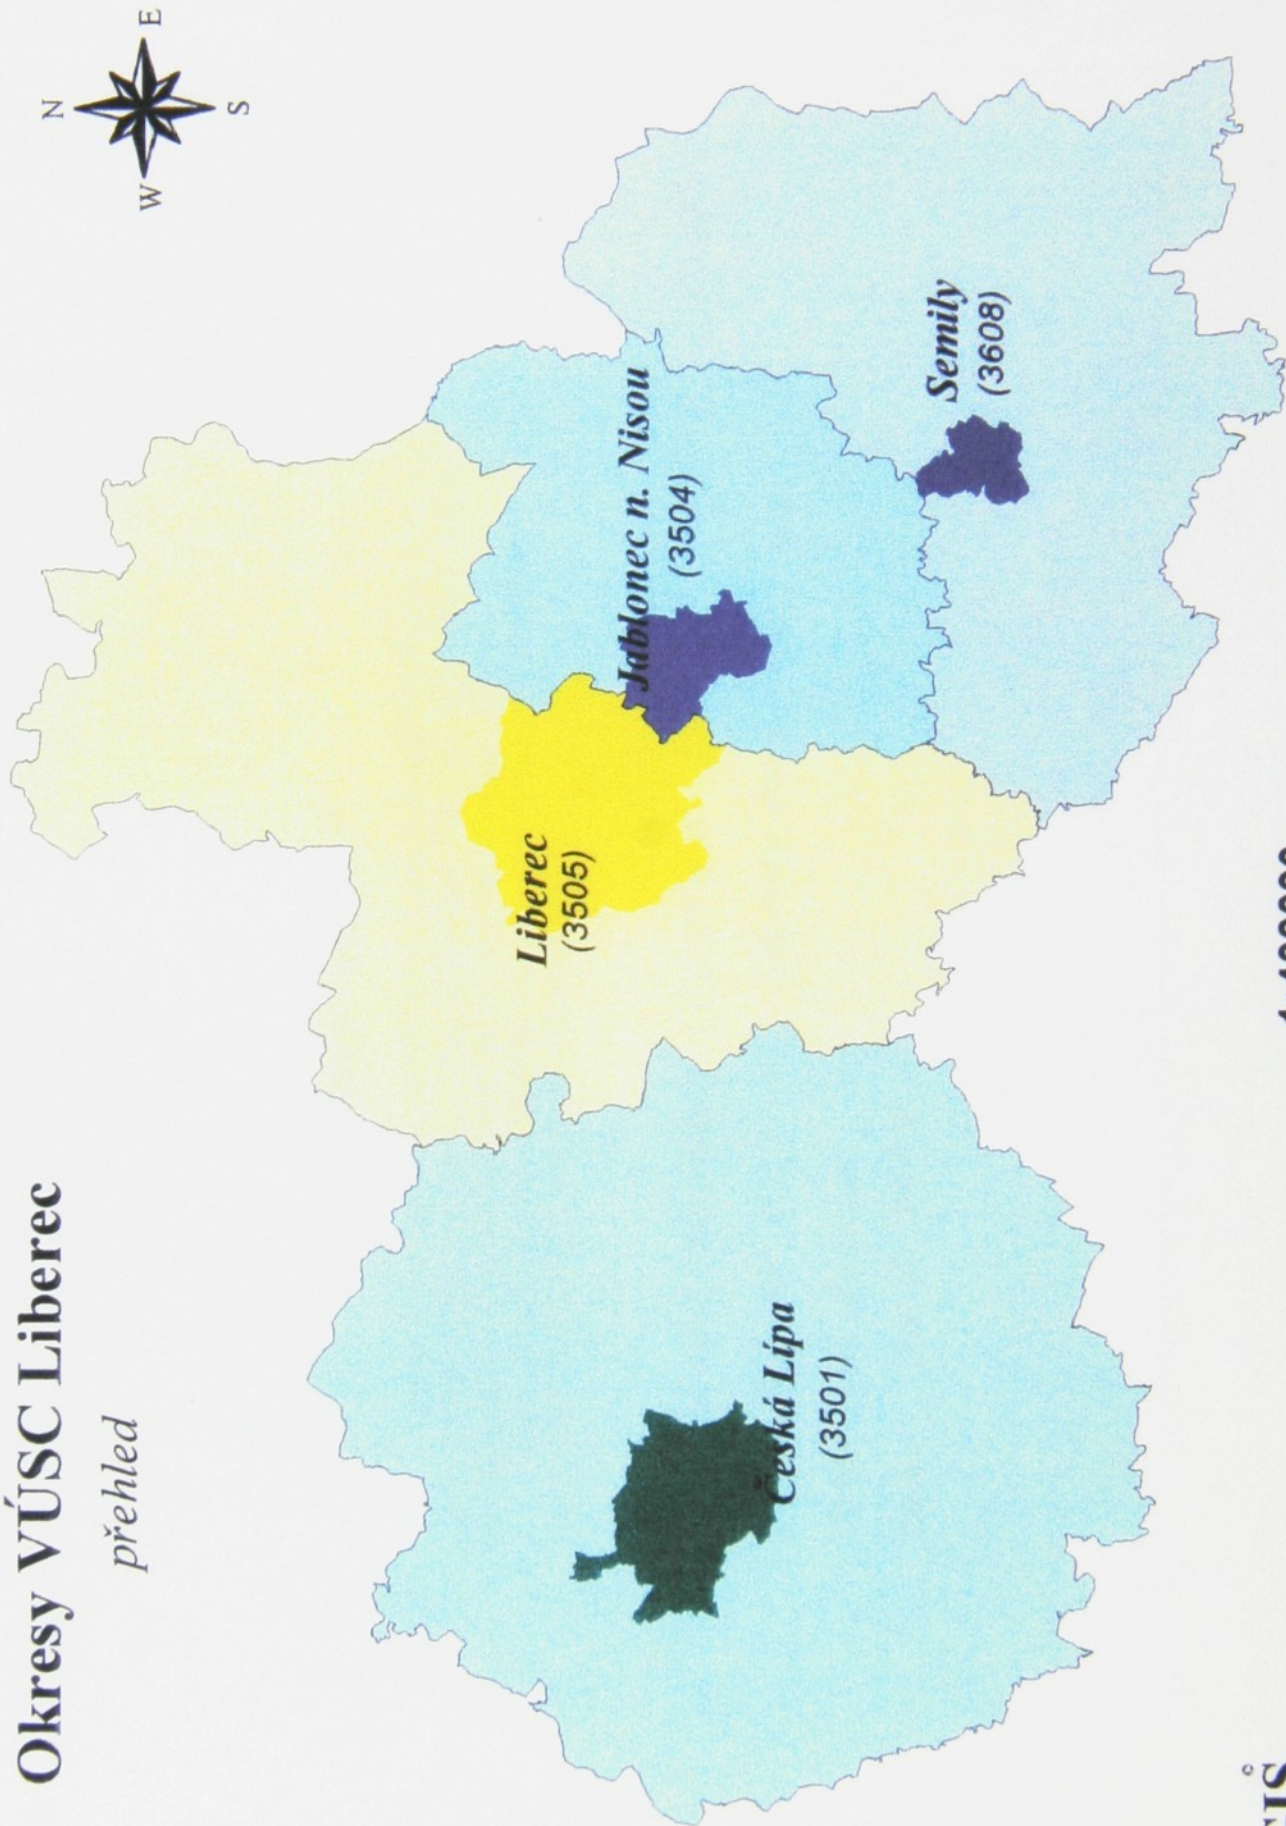 Okresy VÚSC Liberec
přehled
N
W
E
S
Liberec
(3505)
Jablonec n. Nisou
(3504)
Semily
(3608)
Česká Lípa
(3501)